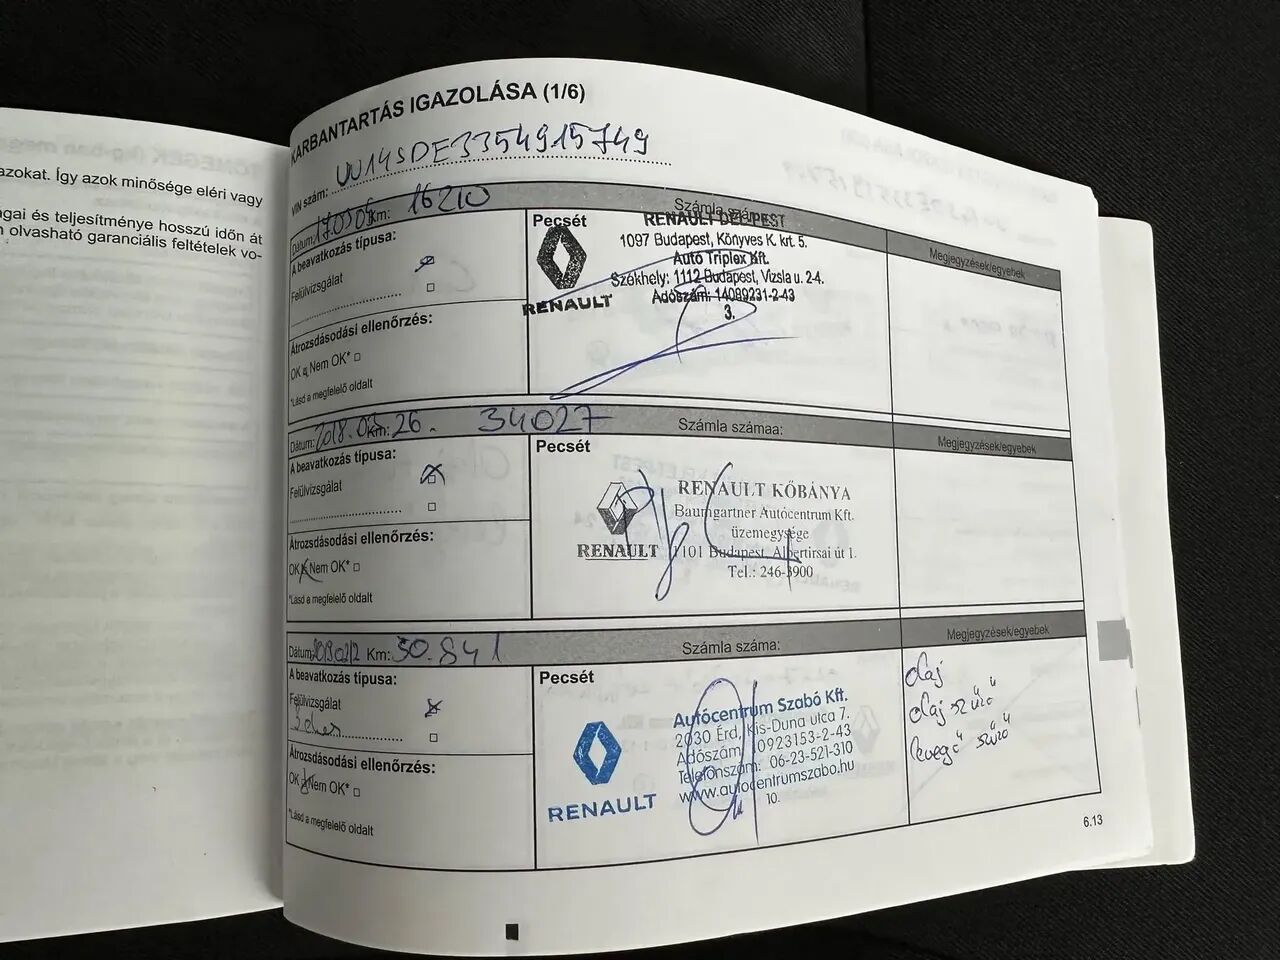 azokat. Így azok minősége eléri vagy
ágai és teljesítménye hosszú időn át
olvasható garanciális feltételek vo-
KARBANTARTÁS IGAZOLÁSA (1/6)
VIN szám: UU14SDE3354915749
Dátum: 170309 Km: 16210 Számla száma:
A beavatkozás típusa:
Felülvizsgálat
Átrozsdásodási ellenőrzés:
OK Nem OK* □
*Lásd a megfelelő oldalt
Pecsét
RENAULT
RENAULT DÉLPEST
1097 Budapest, Könyves K. krt. 5.
Autó Triplex Kft.
Székhely: 1112 Budapest, Vizsla u. 2-4.
Adószám: 14089231-2-43
3.
Megjegyzések/egyebek
Dátum: 2018.03.26. Km: 34027 Számla számaa:
A beavatkozás típusa:
Felülvizsgálat
Átrozsdásodási ellenőrzés:
OK Nem OK* □
*Lásd a megfelelő oldalt
Pecsét
RENAULT
RENAULT KŐBÁNYA
Baumgartner Autócentrum Kft.
üzemegysége
1101 Budapest, Albertirsai út 1.
Tel.: 246-3900
Megjegyzések/egyebek
Dátum: Km: 30.841 Számla száma:
A beavatkozás típusa:
Felülvizsgálat
Átrozsdásodási ellenőrzés:
OK Nem OK* □
*Lásd a megfelelő oldalt
Pecsét
RENAULT
Autócentrum Szabó Kft.
2030 Érd, Kis-Duna utca 7.
Adószám: 10923153-2-43
Telefonszám: 06-23-521-310
www.autocentrumszabo.hu
10.
Megjegyzések/egyebek
olaj
olaj szűrő
levegő szűrő
6.13